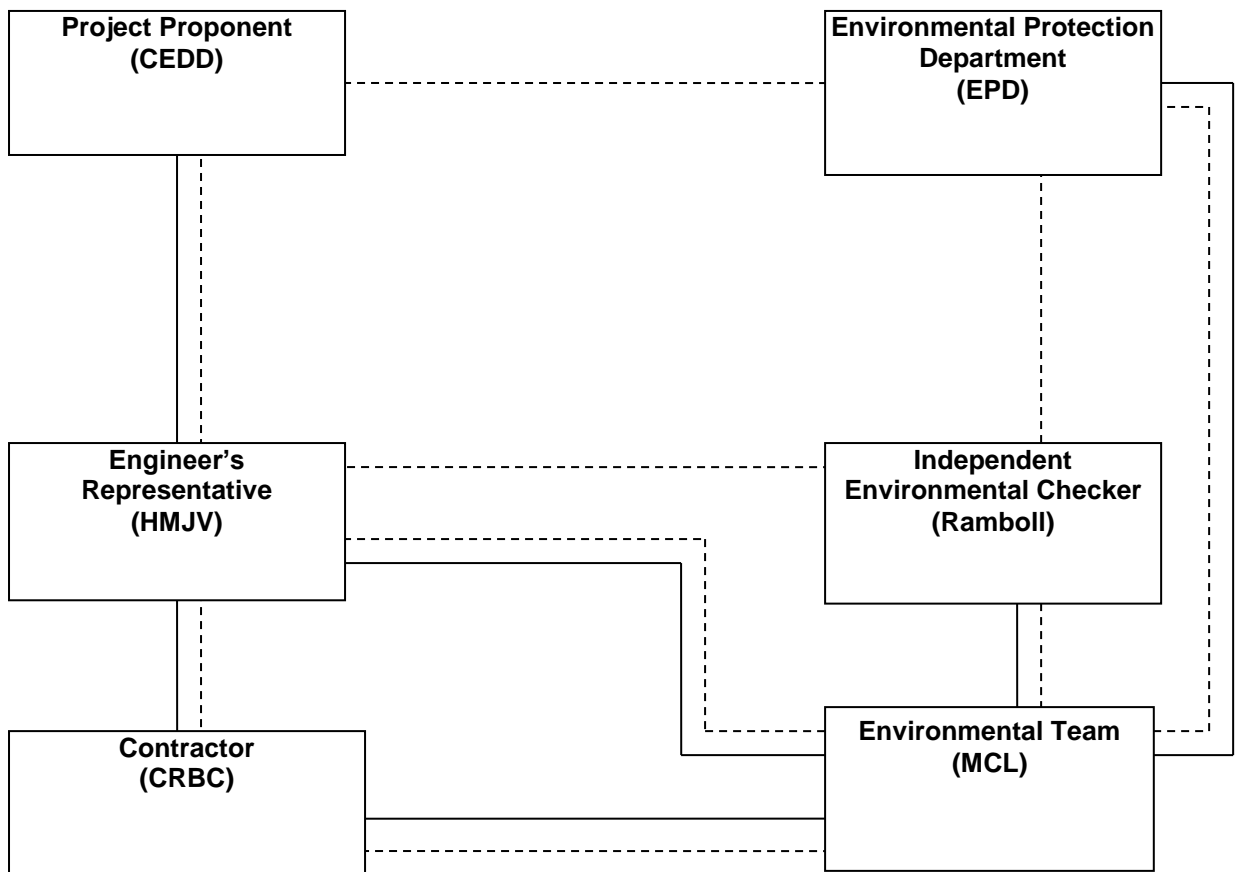 Project Proponent
(CEDD)
Environmental Protection
Department
(EPD)
Engineer’s
Representative
(HMJV)
Independent
Environmental Checker
(Ramboll)
Contractor
(CRBC)
Environmental Team
(MCL)